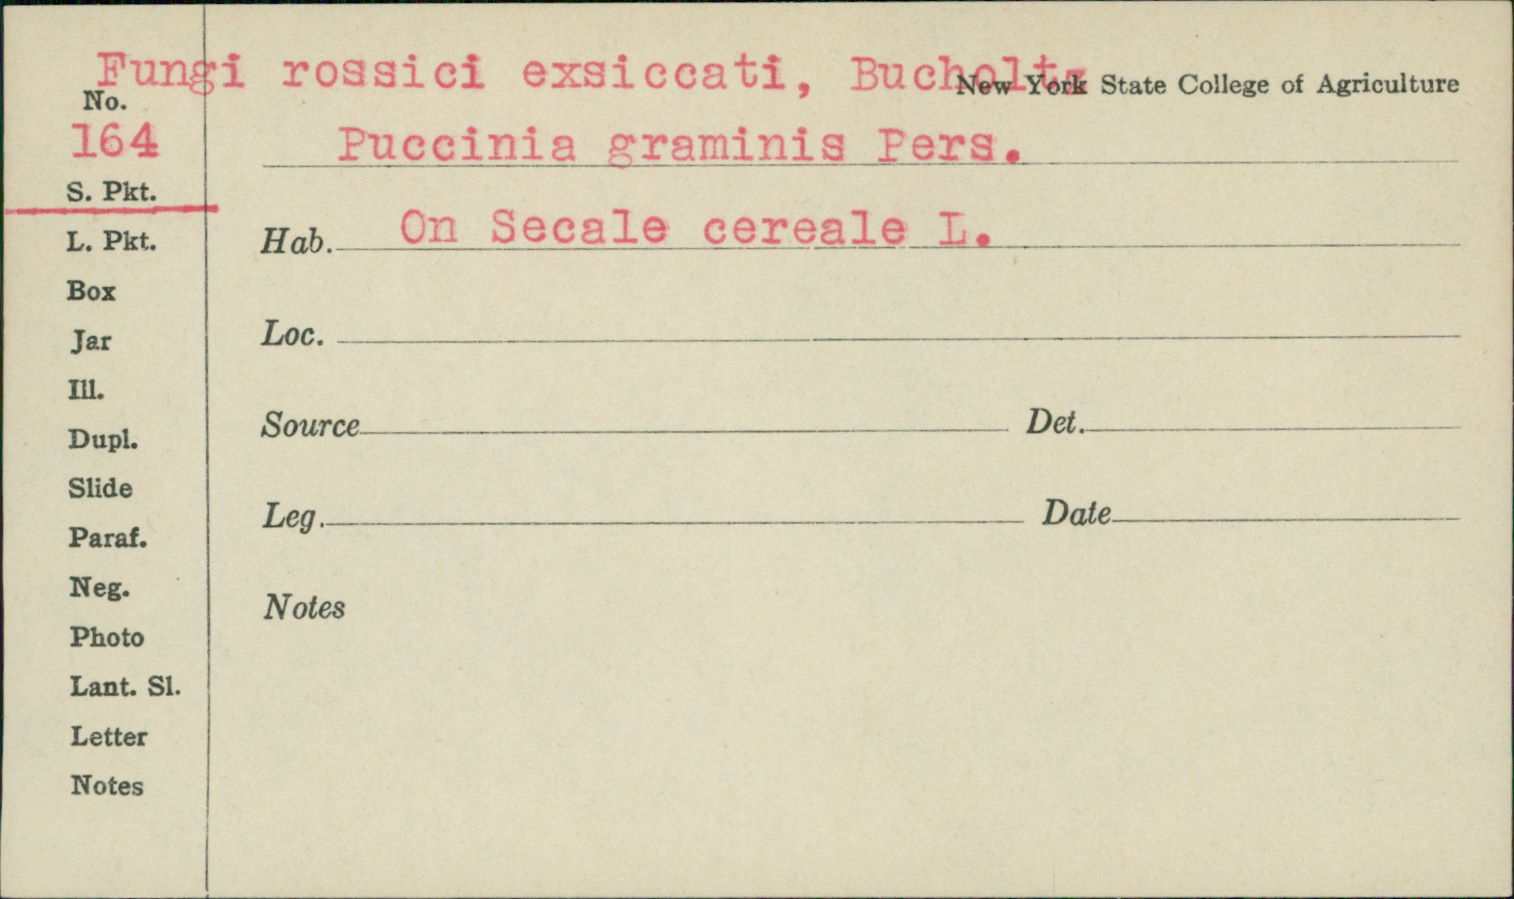 Fungi rossici exsiccati, Bucholtz
New York State College of Agriculture
No.
164
Puccinia graminis Pers.
S. Pkt.
Hab. On Secale cereale L.
L. Pkt.
Box
Loc.
Jar
Ill.
Source Det.
Dupl.
Slide
Leg. Date
Paraf.
Neg.
Notes
Photo
Lant. Sl.
Letter
Notes